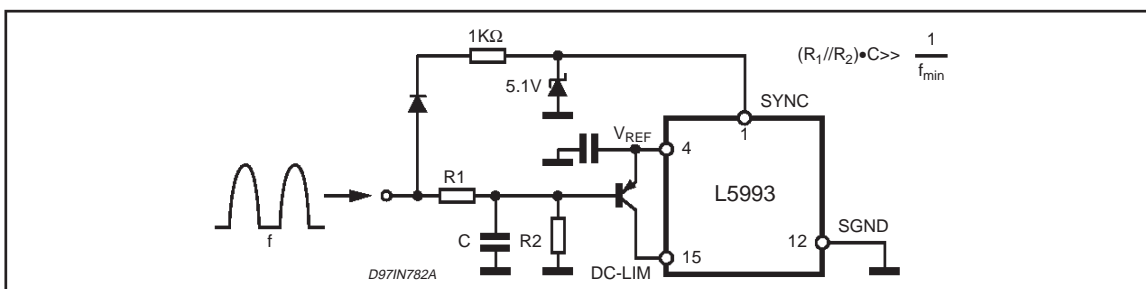 1KΩ
(R1//R2)•C>> 1
fmin
5.1V
SYNC
1
VREF
4
R1
L5993
f
C
R2
SGND
12
15
DC-LIM
D97IN782A